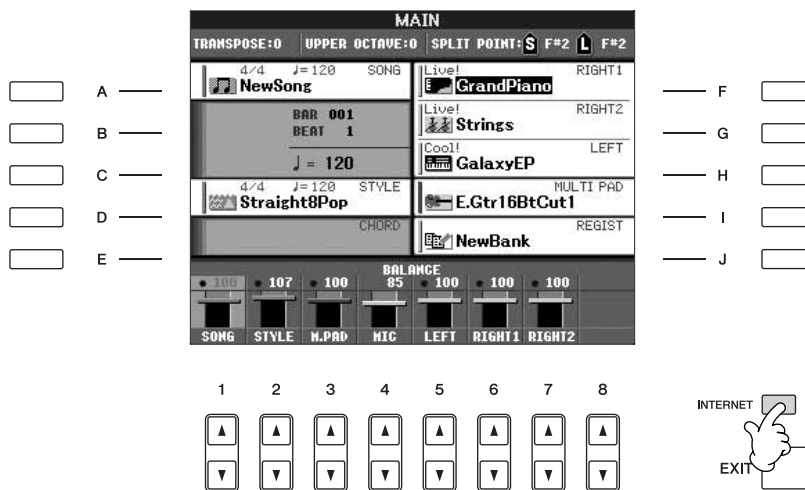 MAIN
TRANSPOSE:0 UPPER OCTAVE:0 SPLIT POINT: S F#2 L F#2
4/4 ♩=120 SONG
NewSong
BAR 001
BEAT 1
♩= 120
4/4 ♩=120 STYLE
Straight8Pop
CHORD
Live! RIGHT1
GrandPiano
Live! RIGHT2
Strings
Cool! LEFT
GalaxyEP
MULTI PAD
E.Gtr16BtCut1
REGIST
NewBank
A
B
C
D
E
F
G
H
I
J
BALANCE
100 107 100 85 100 100 100
SONG STYLE M.PAD MIC LEFT RIGHT1 RIGHT2
1 2 3 4 5 6 7 8
INTERNET
EXIT